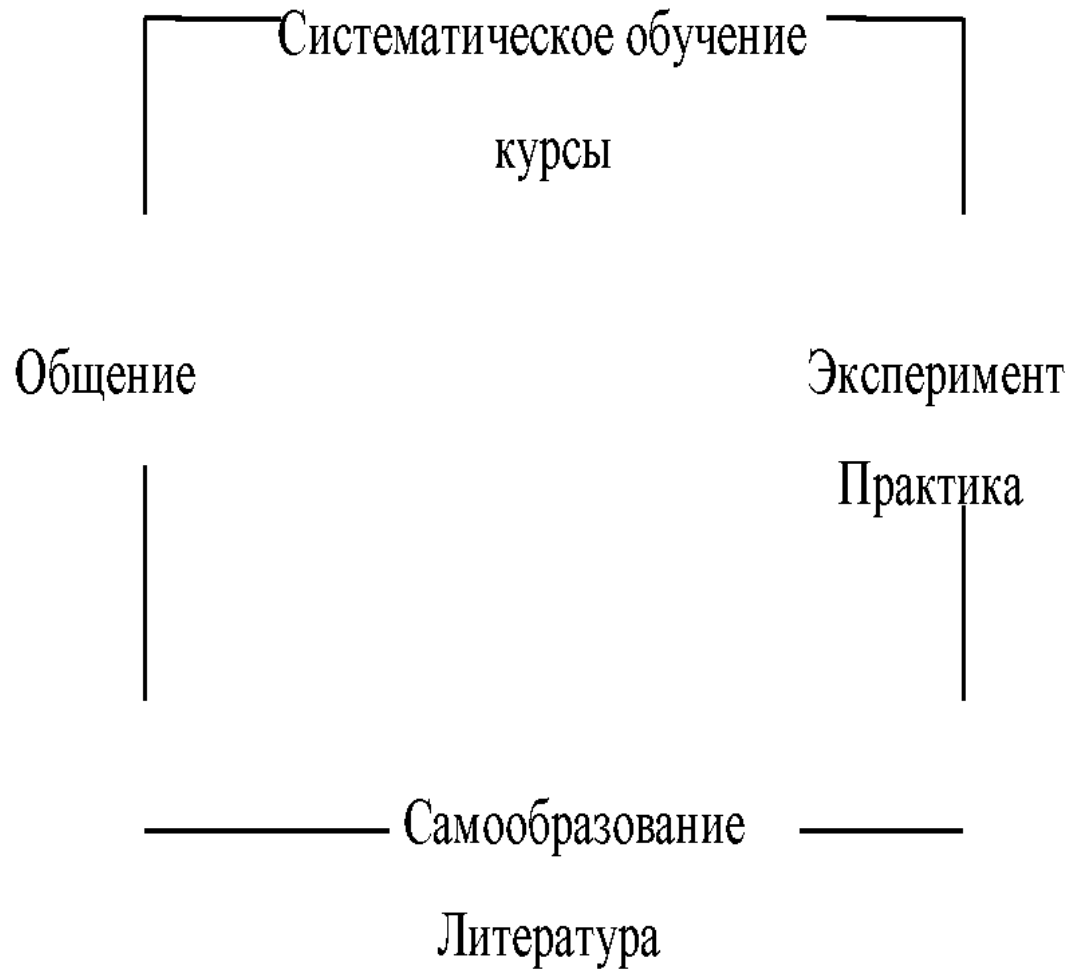 Систематическое обучение
курсы
Общение
Эксперимент
Практика
Самообразование
Литература